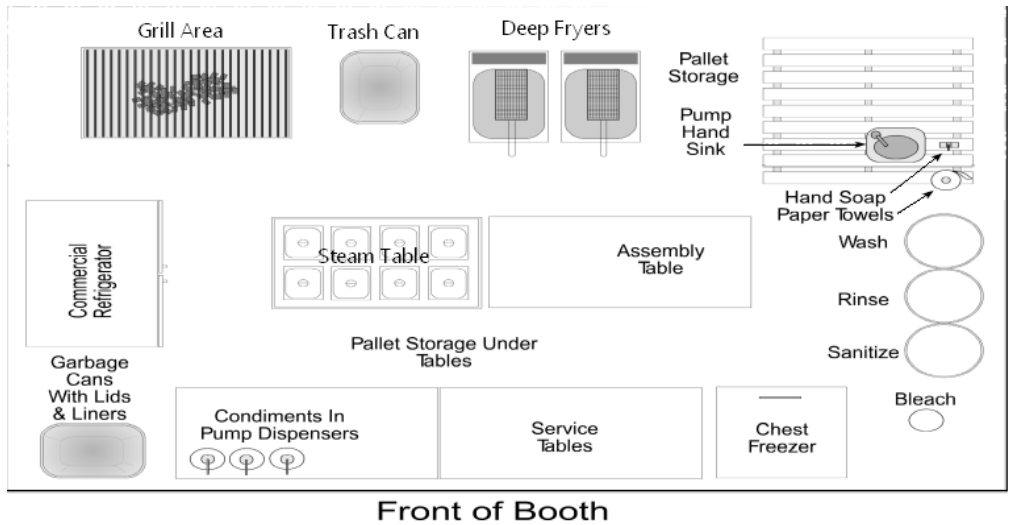 Grill Area
Trash Can
Deep Fryers
Pallet
Storage
Pump
Hand
Sink
Hand Soap
Paper Towels
Commercial
Refrigerator
Steam Table
Assembly
Table
Wash
Rinse
Sanitize
Pallet Storage Under
Tables
Garbage
Cans
With Lids
& Liners
Condiments In
Pump Dispensers
Service
Tables
Chest
Freezer
Bleach
Front of Booth